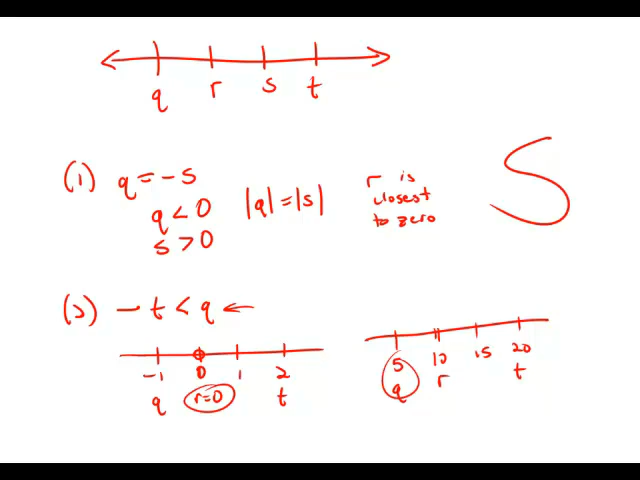 q r s t
(1) q = -s
q < 0
s > 0
|q| = |s|
r is
closest
to zero
S
(2) - t < q ←
-1 0 1 2
q r=0 t
5 10 15 20
q r t